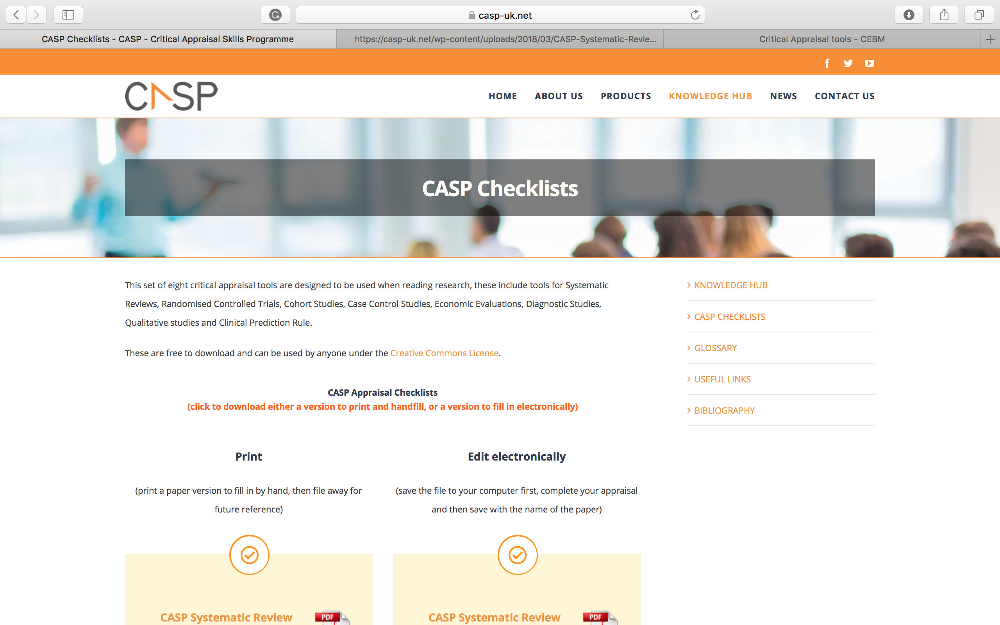 casp-uk.net
CASP Checklists - CASP - Critical Appraisal Skills Programme
https://casp-uk.net/wp-content/uploads/2018/03/CASP-Systematic-Revie...
Critical Appraisal tools - CEBM
CASP
HOME
ABOUT US
PRODUCTS
KNOWLEDGE HUB
NEWS
CONTACT US
CASP Checklists
This set of eight critical appraisal tools are designed to be used when reading research, these include tools for Systematic
Reviews, Randomised Controlled Trials, Cohort Studies, Case Control Studies, Economic Evaluations, Diagnostic Studies,
Qualitative studies and Clinical Prediction Rule.
These are free to download and can be used by anyone under the Creative Commons License.
CASP Appraisal Checklists
(click to download either a version to print and handfill, or a version to fill in electronically)
Print
(print a paper version to fill in by hand, then file away for
future reference)
CASP Systematic Review
PDF
Edit electronically
(save the file to your computer first, complete your appraisal
and then save with the name of the paper)
CASP Systematic Review
PDF
KNOWLEDGE HUB
CASP CHECKLISTS
GLOSSARY
USEFUL LINKS
BIBLIOGRAPHY